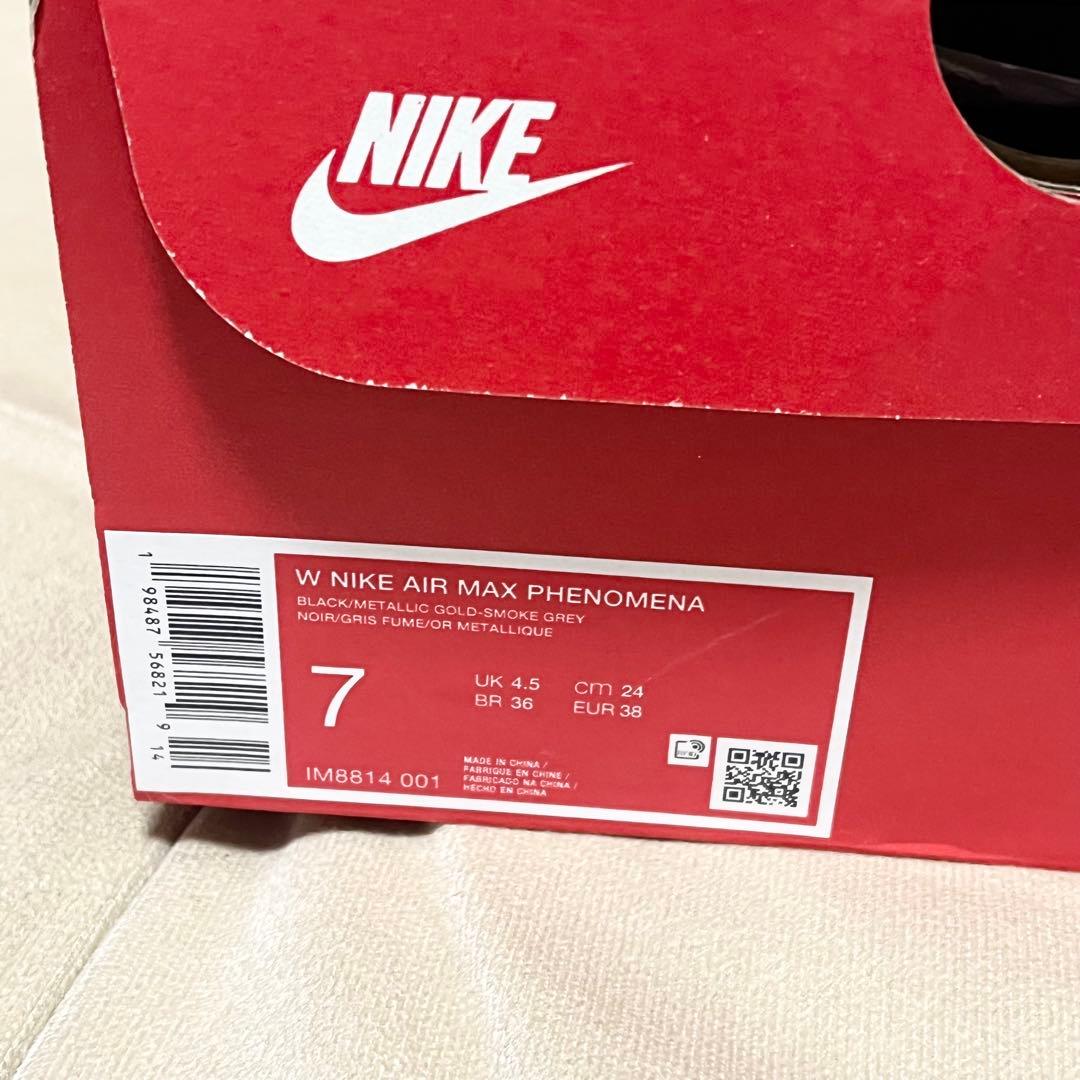 NIKE
W NIKE AIR MAX PHENOMENA
BLACK/METALLIC GOLD-SMOKE GREY
NOIR/GRIS FUME/OR METALLIQUE
7
UK 4.5 cm 24
BR 36 EUR 38
IM8814 001
MADE IN CHINA /
FABRIQUE EN CHINE /
FABRICADO NA CHINA /
HECHO EN CHINA
1 98487 56821 9 14